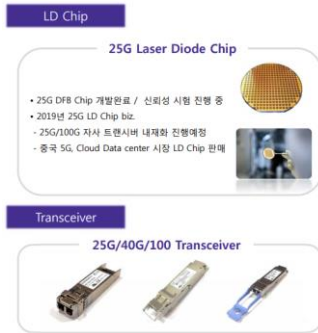 LD Chip
25G Laser Diode Chip
• 25G DFB Chip 개발완료 / 신뢰성 시험 진행 중
• 2019년 25G LD Chip biz.
- 25G/100G 자사 트랜시버 내재화 진행예정
- 중국 5G, Cloud Data center 시장 LD Chip 판매
Transceiver
25G/40G/100 Transceiver